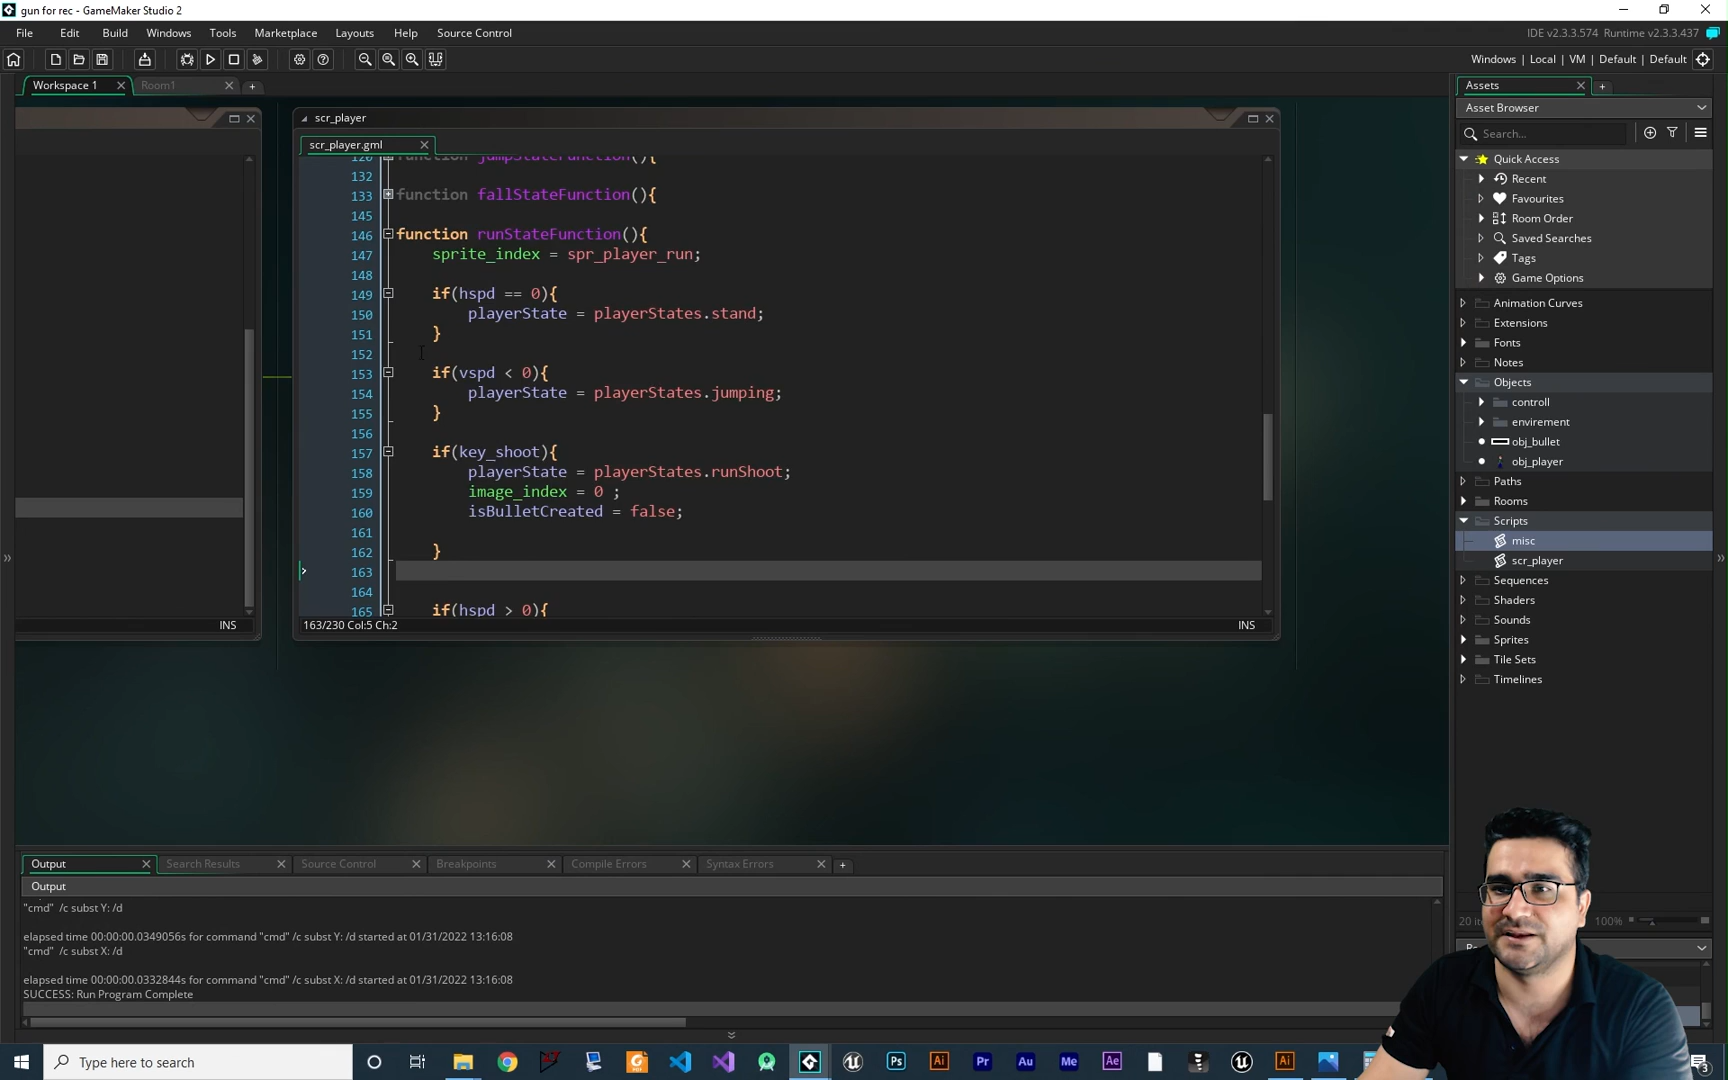 gun for rec - GameMaker Studio 2
File Edit Build Windows Tools Marketplace Layouts Help Source Control
IDE v2.3.3.574 Runtime v2.3.3.437
Windows | Local | VM | Default | Default
Workspace 1
Room1
scr_player
scr_player.gml
132
133 function fallStateFunction(){
145
146 function runStateFunction(){
147 sprite_index = spr_player_run;
148
149 if(hspd == 0){
150 playerState = playerStates.stand;
151 }
152
153 if(vspd < 0){
154 playerState = playerStates.jumping;
155 }
156
157 if(key_shoot){
158 playerState = playerStates.runShoot;
159 image_index = 0 ;
160 isBulletCreated = false;
161
162 }
163
164
165 if(hspd > 0){
INS
163/230 Col:5 Ch:2
INS
Assets
Asset Browser
Search...
Quick Access
Recent
Favourites
Room Order
Saved Searches
Tags
Game Options
Animation Curves
Extensions
Fonts
Notes
Objects
controll
envirement
obj_bullet
obj_player
Paths
Rooms
Scripts
misc
scr_player
Sequences
Shaders
Sounds
Sprites
Tile Sets
Timelines
100%
Output Search Results Source Control Breakpoints Compile Errors Syntax Errors
Output
"cmd" /c subst Y: /d
elapsed time 00:00:00.0349056s for command "cmd" /c subst Y: /d started at 01/31/2022 13:16:08
"cmd" /c subst X: /d
elapsed time 00:00:00.0332844s for command "cmd" /c subst X: /d started at 01/31/2022 13:16:08
SUCCESS: Run Program Complete
Type here to search
Ps Ai Pr Au Me Ae Ai
3